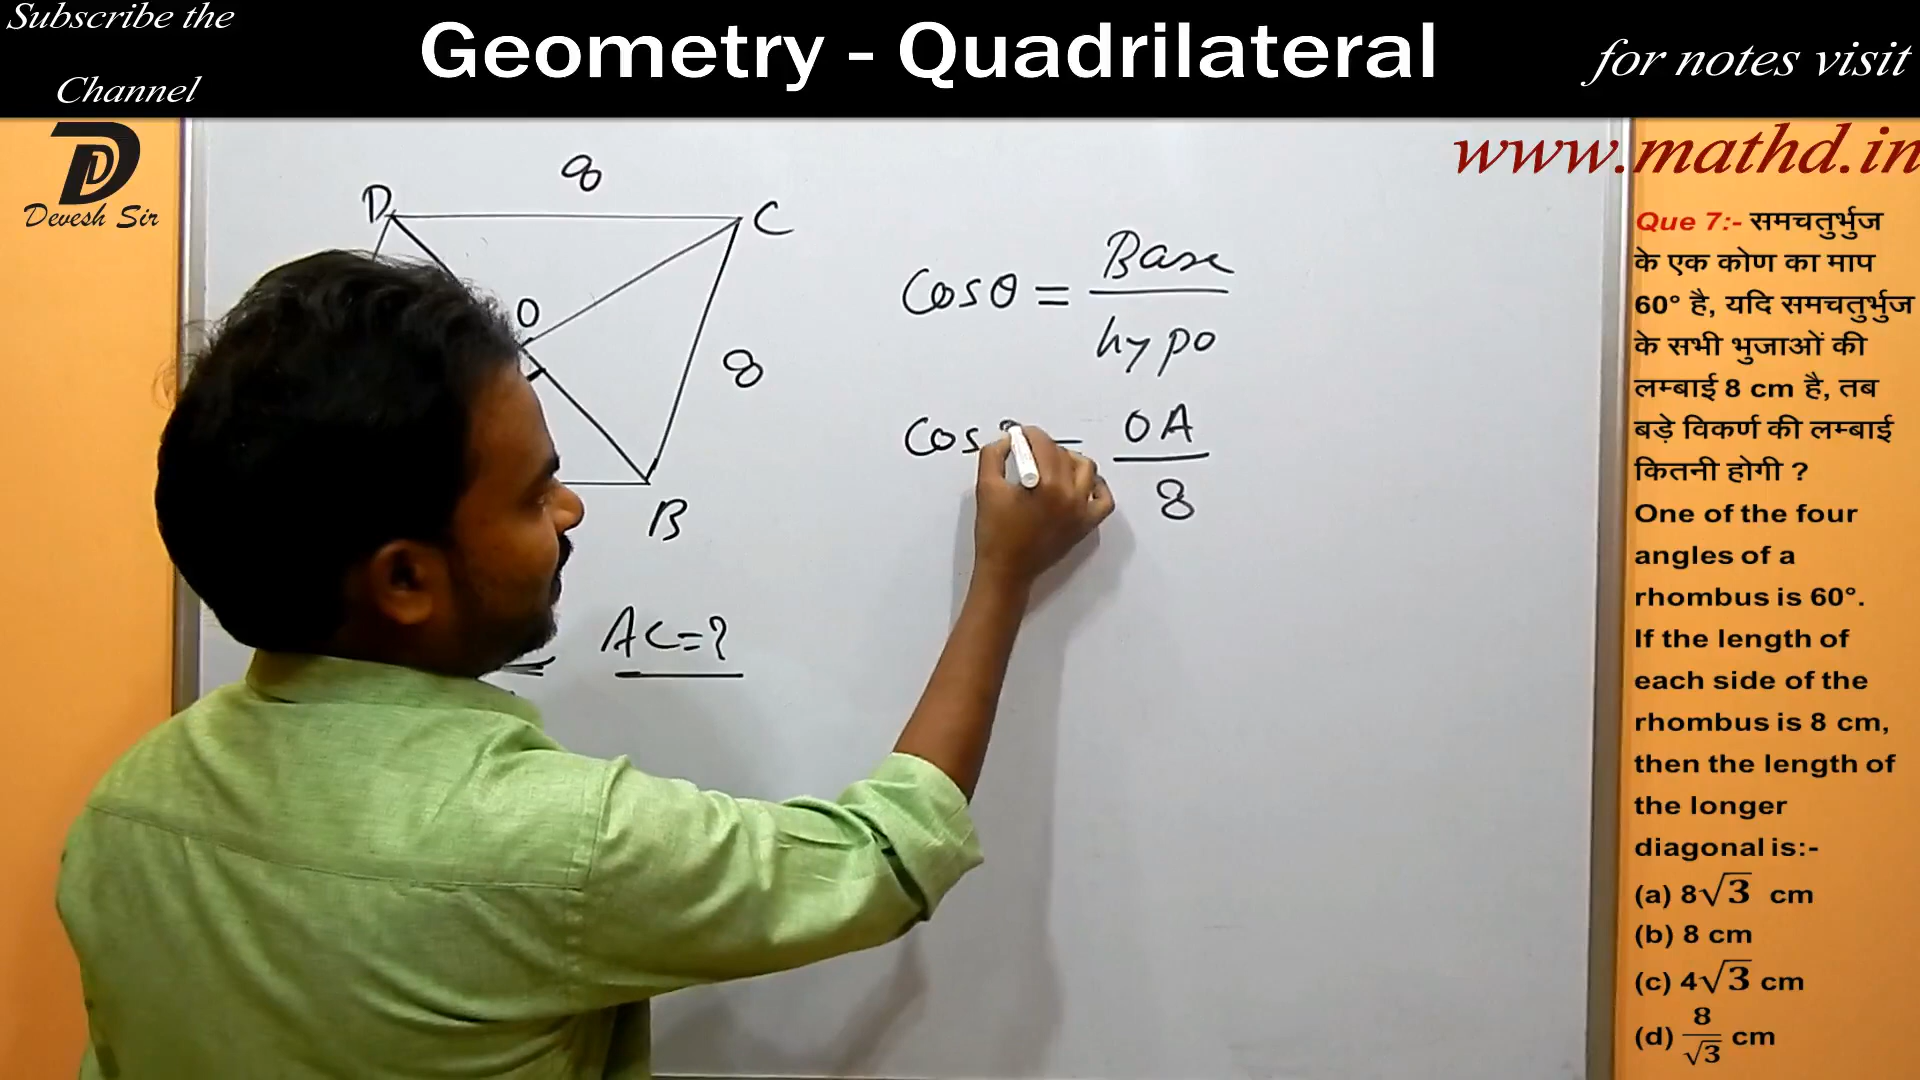 Subscribe the
Channel
Geometry - Quadrilateral
for notes visit
www.mathd.in
D
Devesh Sir
Que 7:- समचतुर्भुज
के एक कोण का माप
60° है, यदि समचतुर्भुज
के सभी भुजाओं की
लम्बाई 8 cm है, तब
बड़े विकर्ण की लम्बाई
कितनी होगी ?
One of the four
angles of a
rhombus is 60°.
If the length of
each side of the
rhombus is 8 cm,
then the length of
the longer
diagonal is:-
(a) 8√3 cm
(b) 8 cm
(c) 4√3 cm
(d) 8/√3 cm
8
D
C
O
8
B
AC=?
Cosθ = Base/hypo
Cos = OA/8